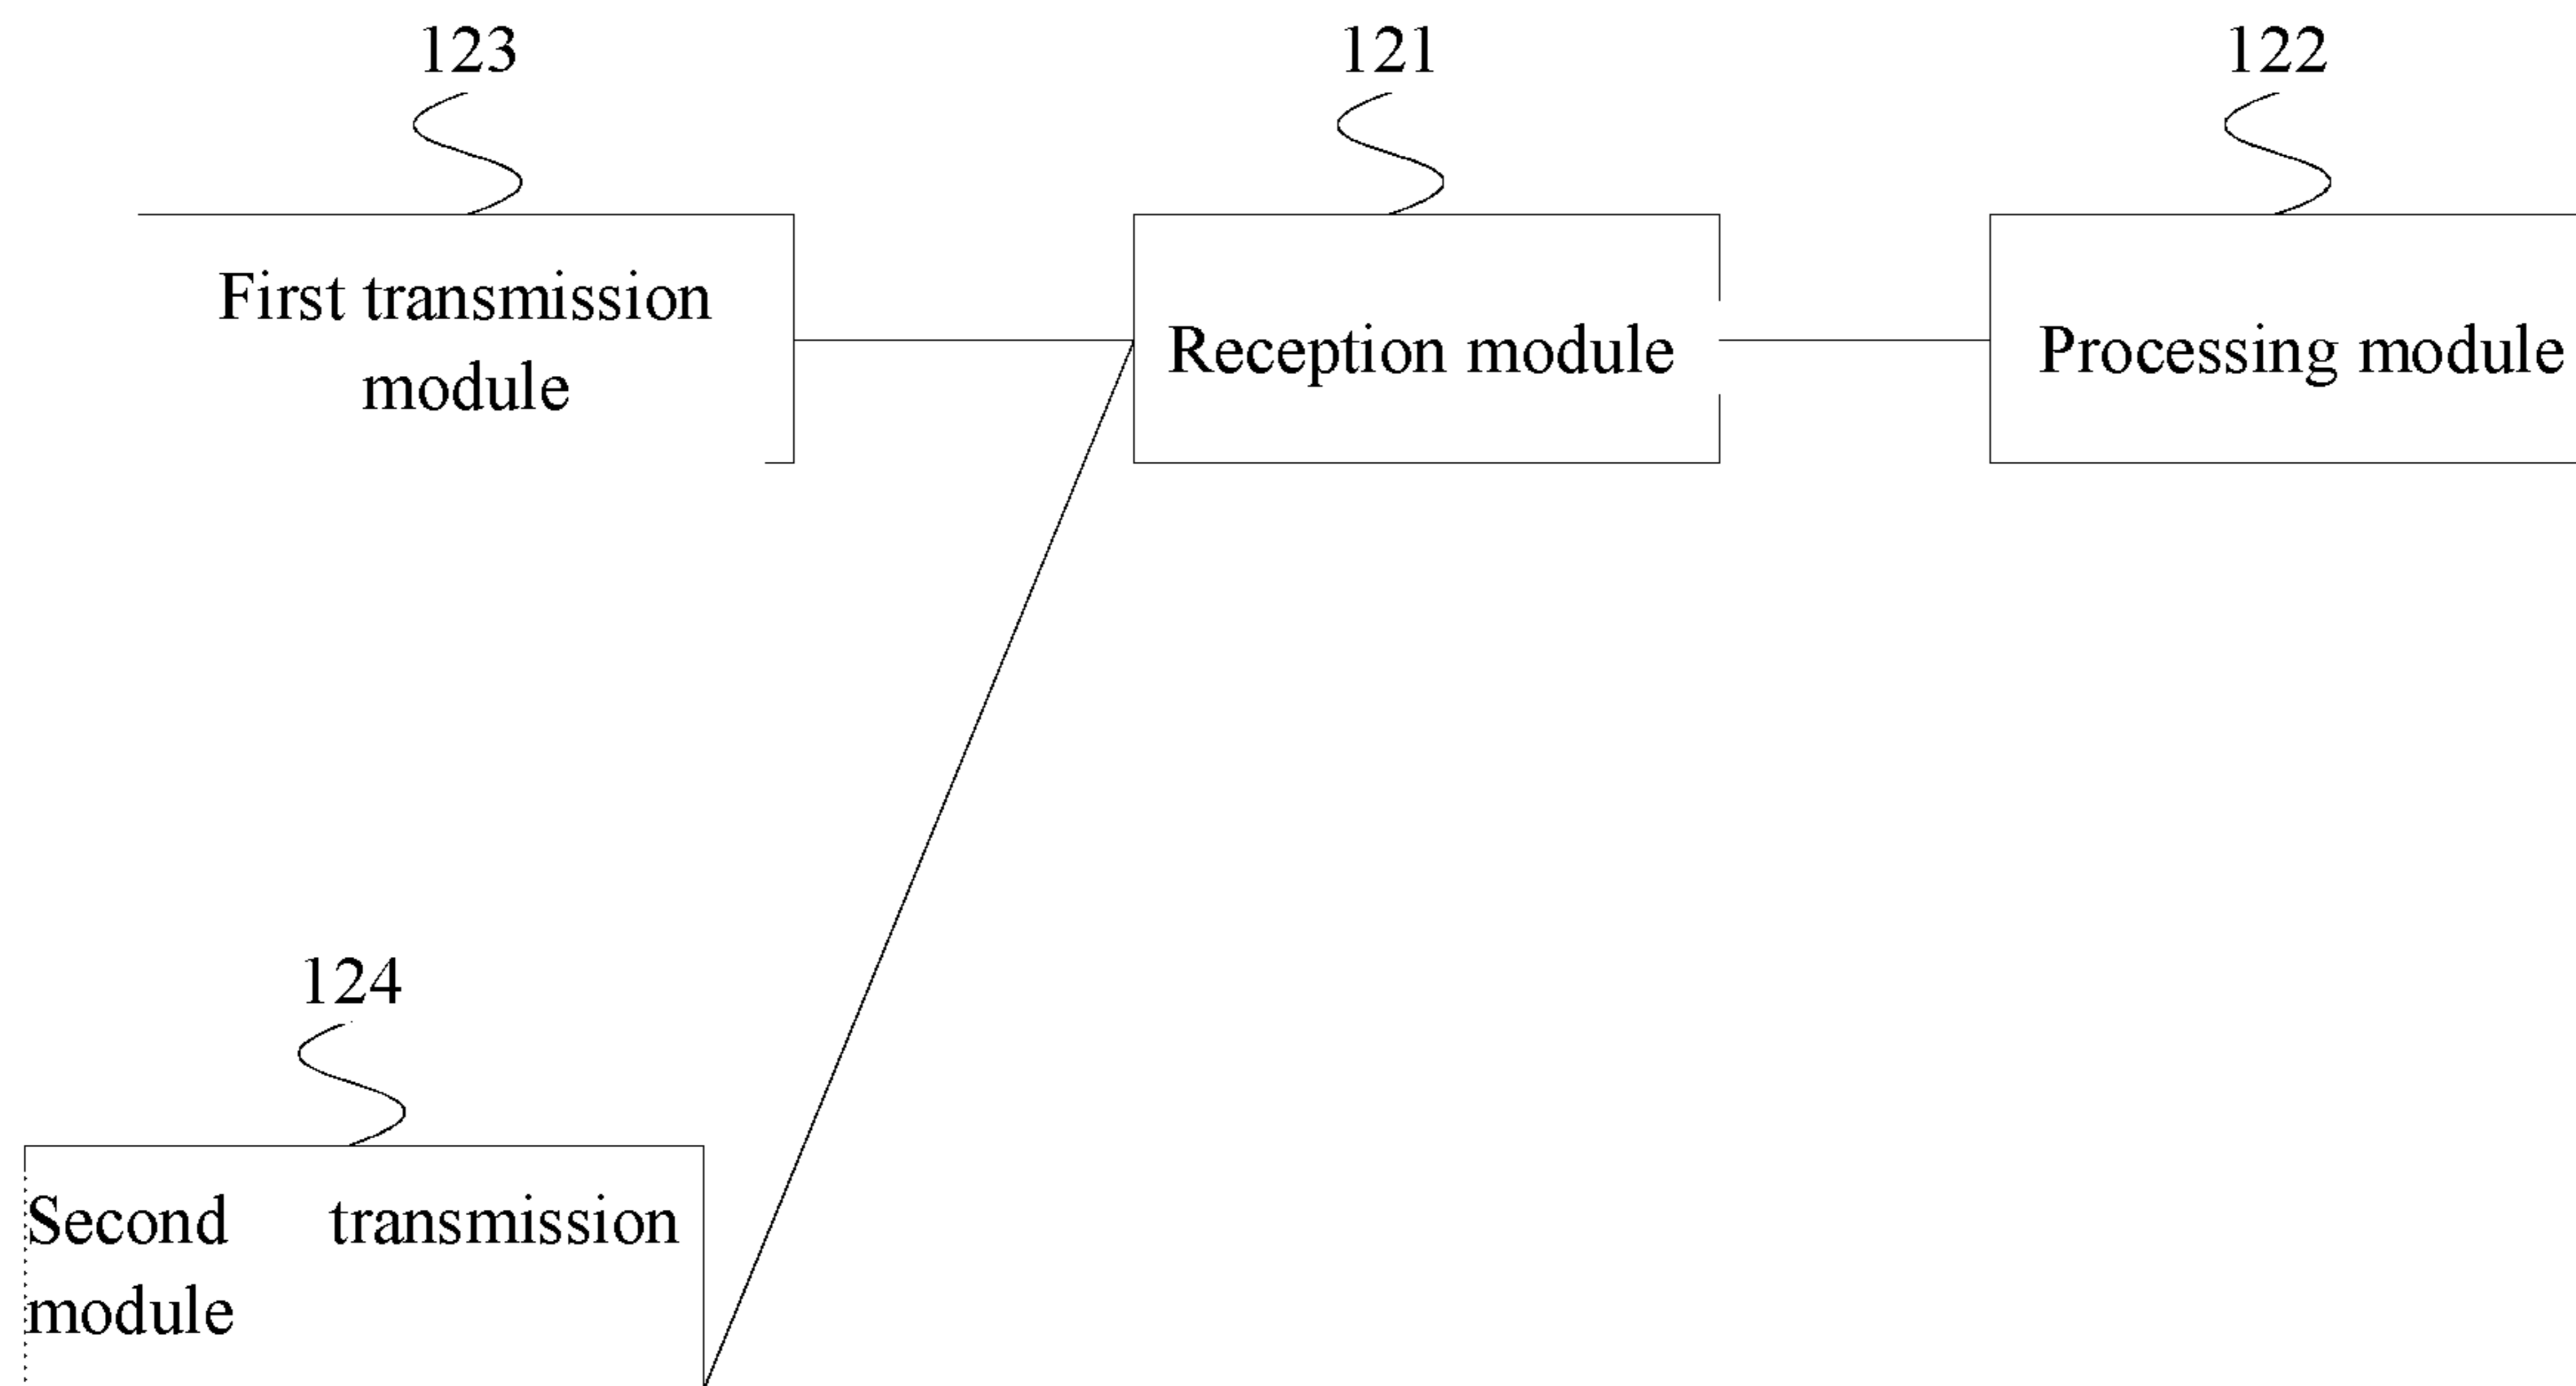 123
121
122
First transmission
module
Reception module
Processing module
124
Second transmission
module